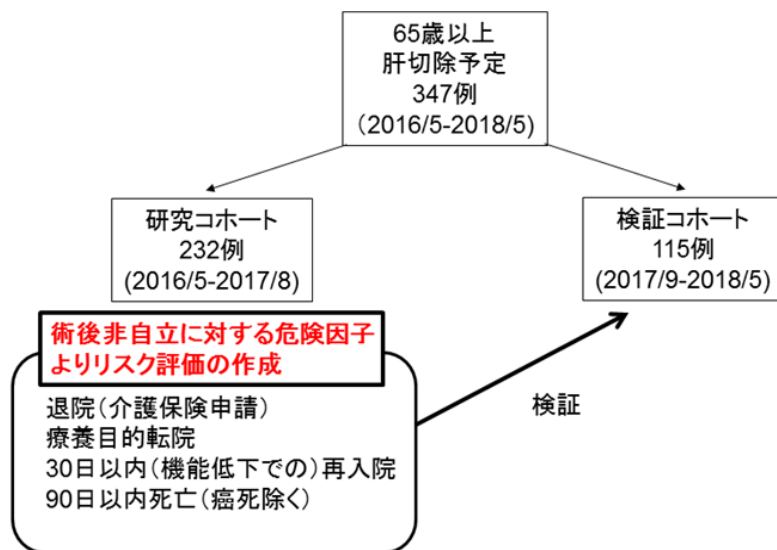 65歳以上
肝切除予定
347例
(2016/5-2018/5)
研究コホート
232例
(2016/5-2017/8)
検証コホート
115例
(2017/9-2018/5)
術後非自立に対する危険因子
よりリスク評価の作成
退院(介護保険申請)
療養目的転院
30日以内(機能低下での)再入院
90日以内死亡(癌死除く)
検証